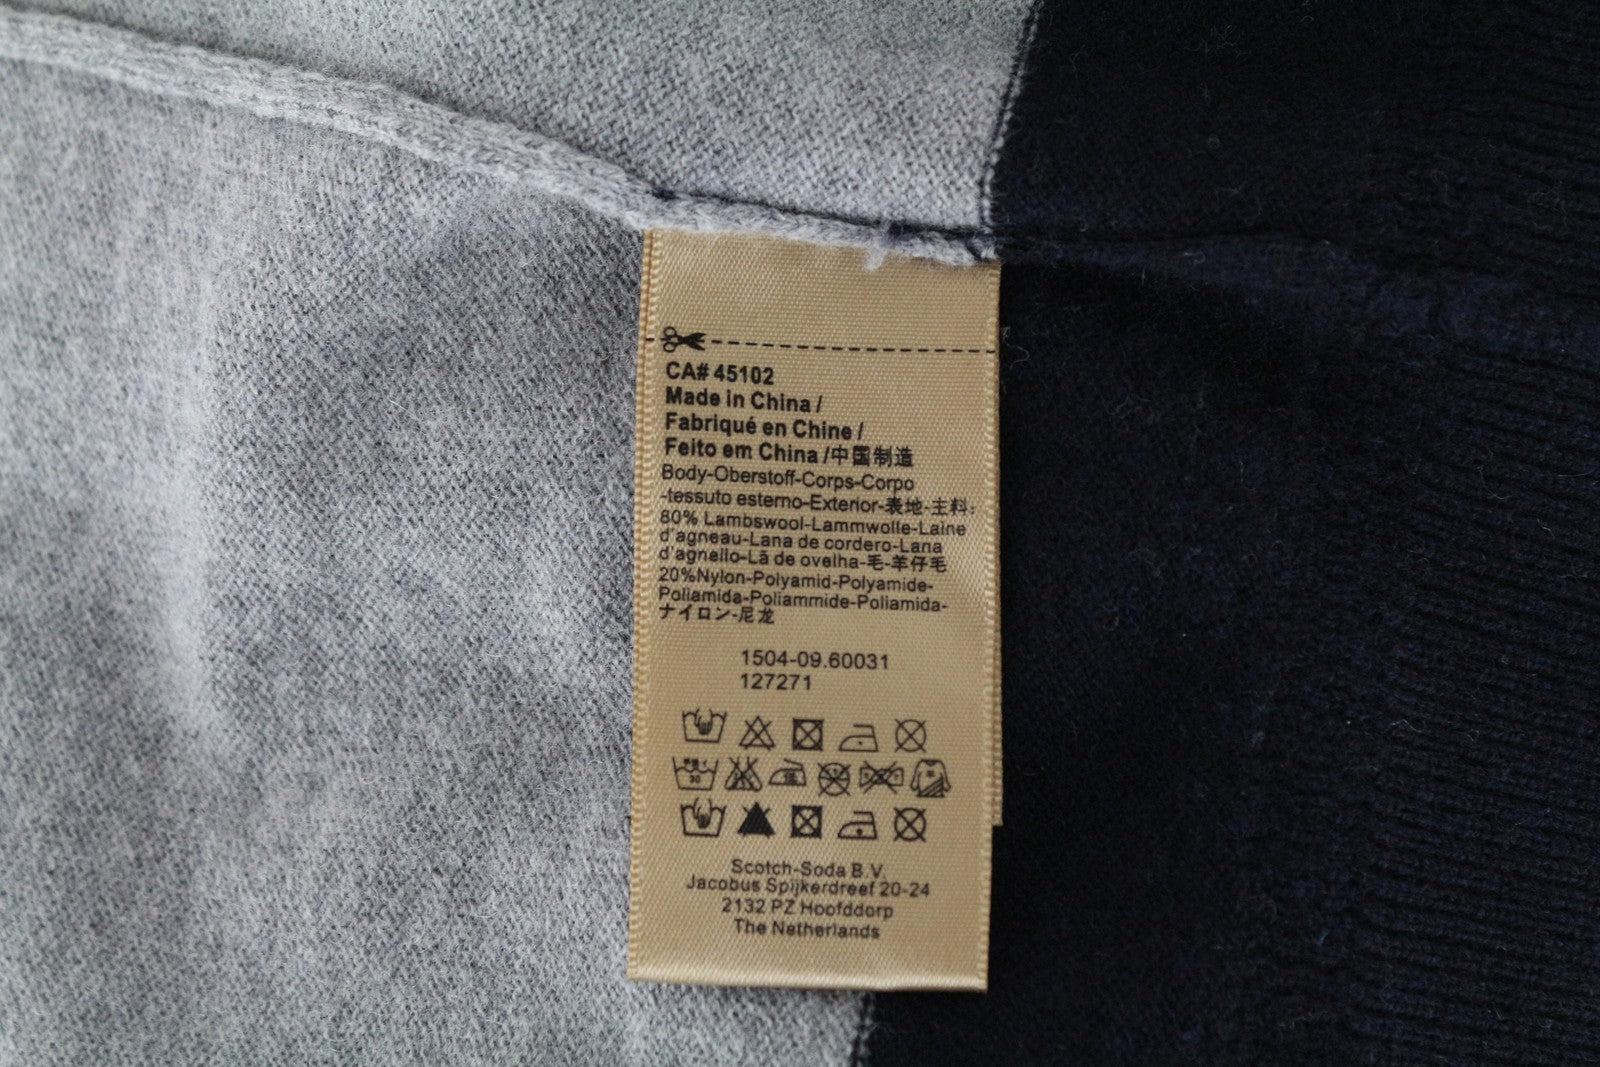 CA# 45102
Made in China /
Fabriqué en Chine /
Feito em China /中国制造
Body-Oberstoff-Corps-Corpo
-tessuto esterno-Exterior-表地-主料:
80% Lambswool-Lammwolle-Laine
d'agneau-Lana de cordero-Lana
d'agnello-Lã de ovelha-毛-羊仔毛
20%Nylon-Polyamid-Polyamide-
Poliamida-Poliammide-Poliamida-
ナイロン-尼龙
1504-09.60031
127271
30
Scotch-Soda B.V.
Jacobus Spijkerdreef 20-24
2132 PZ Hoofddorp
The Netherlands